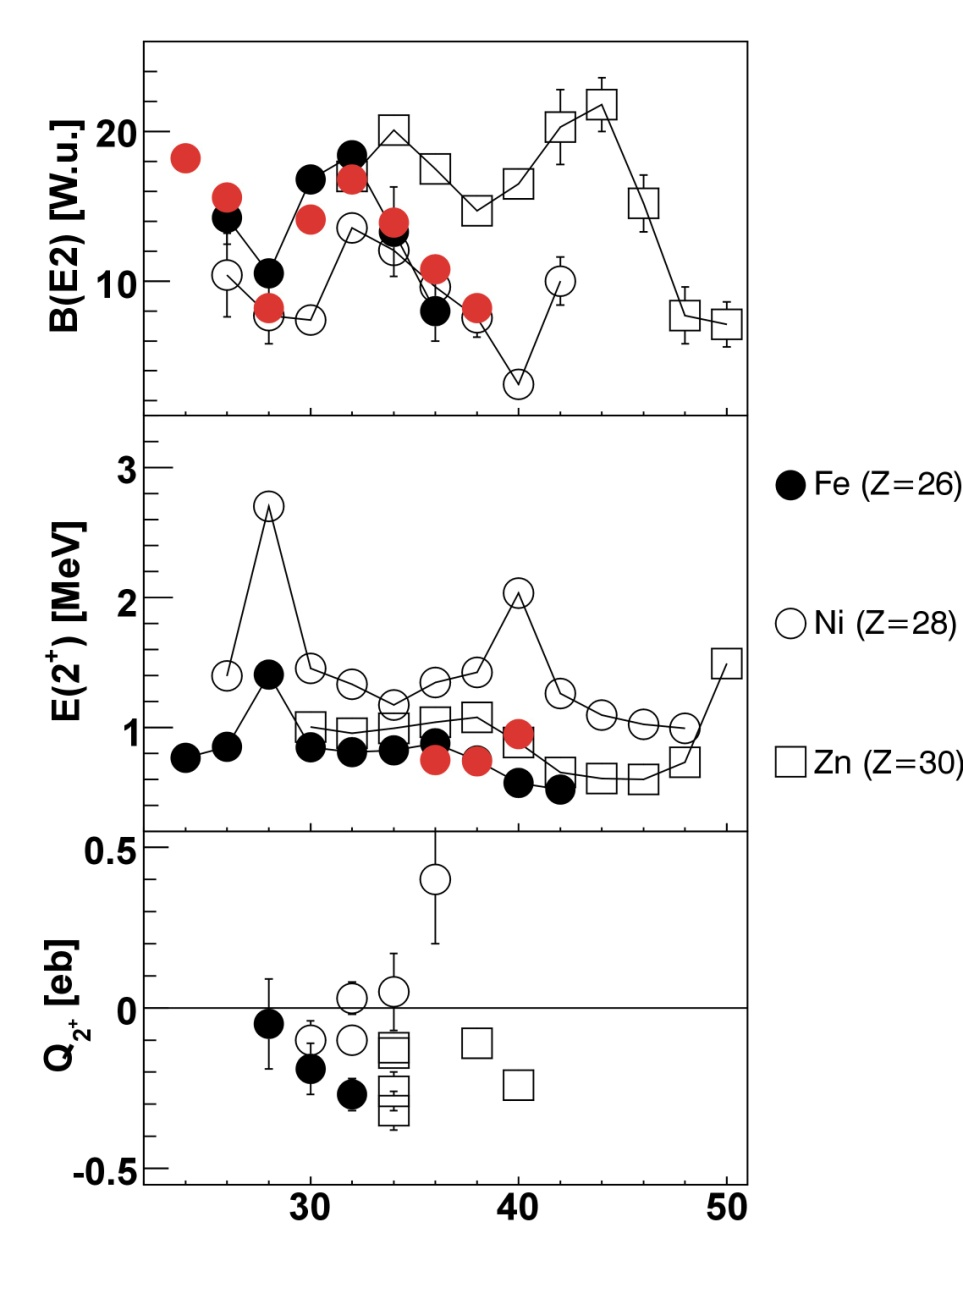 B(E2) [W.u.]
20
10
E(2⁺) [MeV]
3
2
1
Q₂⁺ [eb]
0.5
0
-0.5
30 40 50
Fe (Z=26)
Ni (Z=28)
Zn (Z=30)